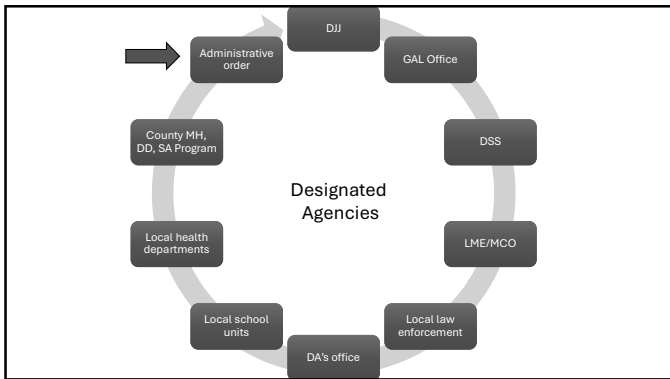 DJJ
GAL Office
DSS
LME/MCO
Local law
enforcement
DA's office
Local school
units
Local health
departments
County MH,
DD, SA Program
Administrative
order
Designated
Agencies